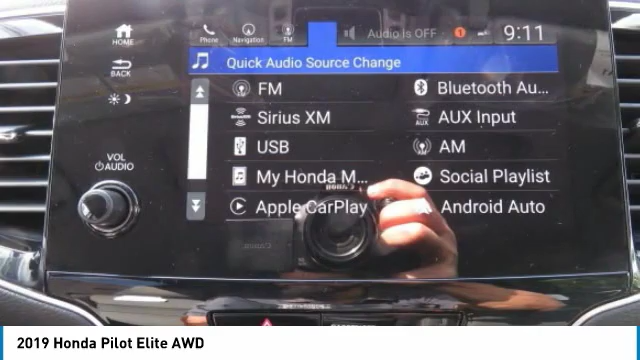 HOME
Phone
Navigation
FM
Audio is OFF
1
9:11
BACK
Quick Audio Source Change
FM
Bluetooth Au...
Sirius XM
AUX Input
USB
AM
My Honda M...
Social Playlist
Apple CarPlay
Android Auto
VOL
AUDIO
2019 Honda Pilot Elite AWD